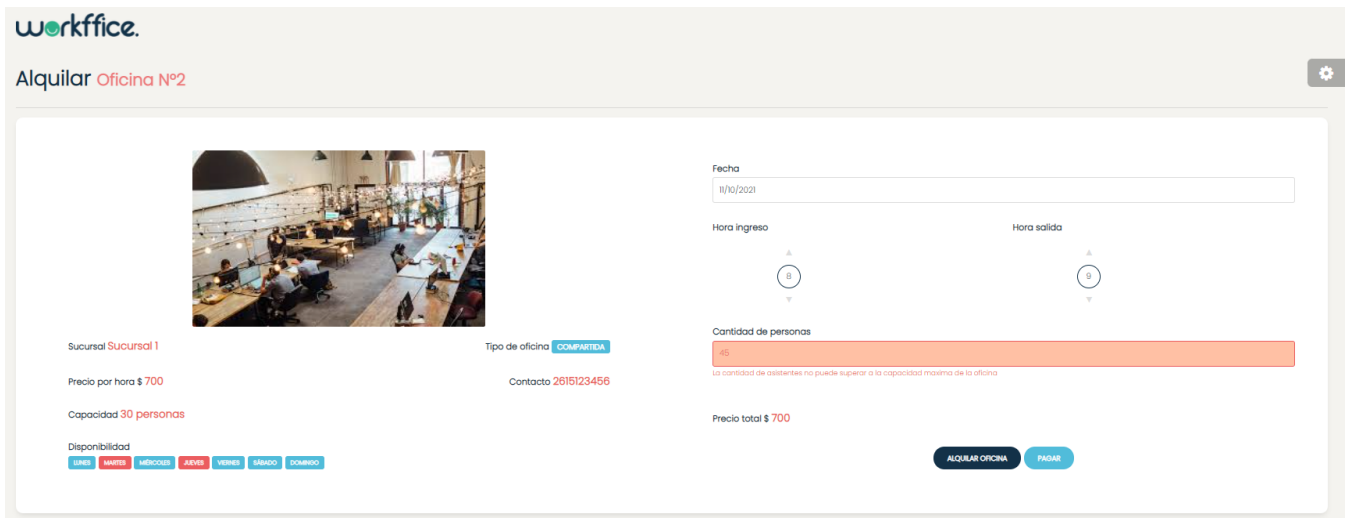 workffice.
Alquilar Oficina Nº2
Sucursal Sucursal 1
Tipo de oficina COMPARTIDA
Precio por hora $ 700
Contacto 2615123456
Capacidad 30 personas
Disponibilidad
LUNES MARTES MIÉRCOLES JUEVES VIERNES SÁBADO DOMINGO
Fecha
11/10/2021
Hora ingreso
Hora salida
8
9
Cantidad de personas
45
La cantidad de asistentes no puede superar a la capacidad maxima de la oficina
Precio total $ 700
ALQUILAR OFICINA
PAGAR